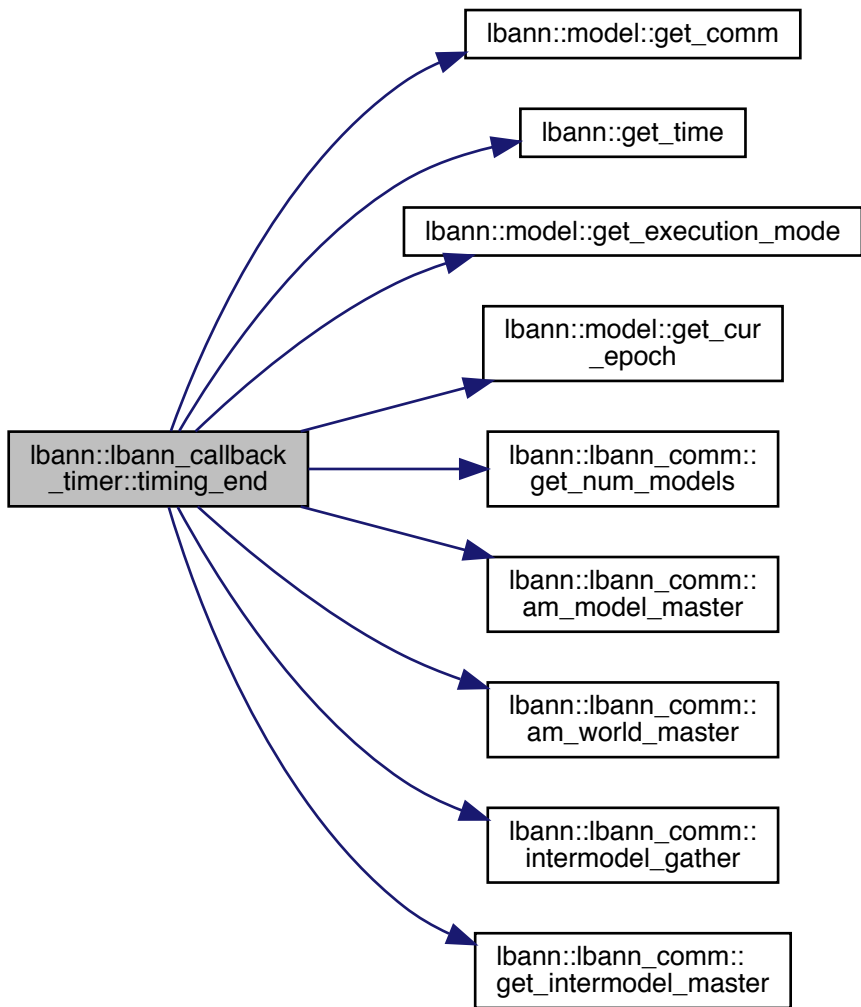 lbann::model::get_comm
lbann::get_time
lbann::model::get_execution_mode
lbann::model::get_cur
_epoch
lbann::lbann_callback
_timer::timing_end
lbann::lbann_comm::
get_num_models
lbann::lbann_comm::
am_model_master
lbann::lbann_comm::
am_world_master
lbann::lbann_comm::
intermodel_gather
lbann::lbann_comm::
get_intermodel_master